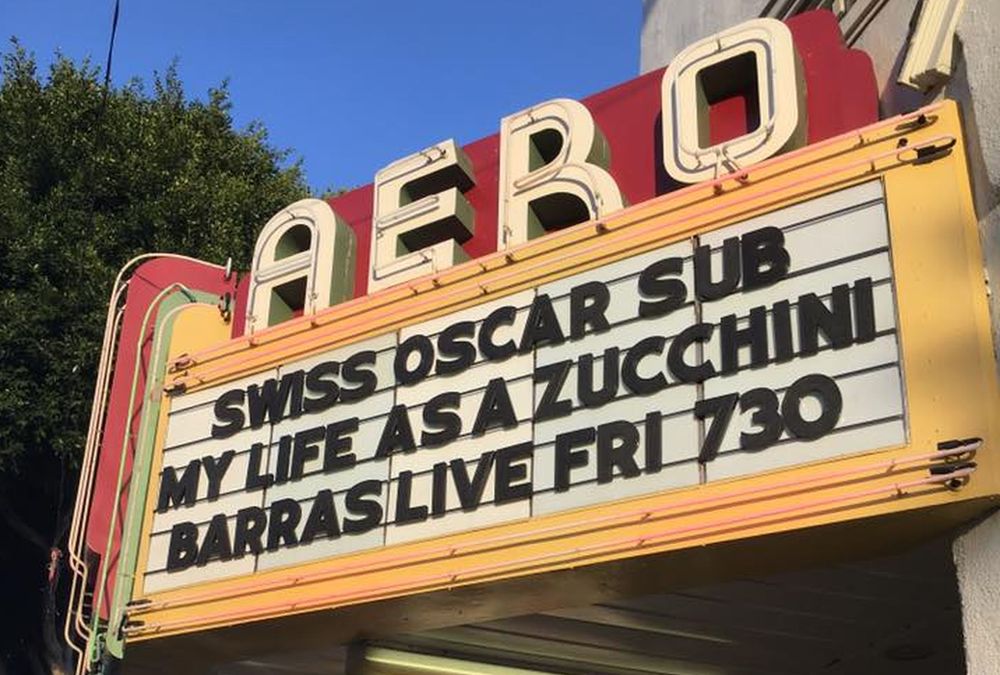 AERO
SWISS OSCAR SUB
MY LIFE AS A ZUCCHINI
BARRAS LIVE FRI 730